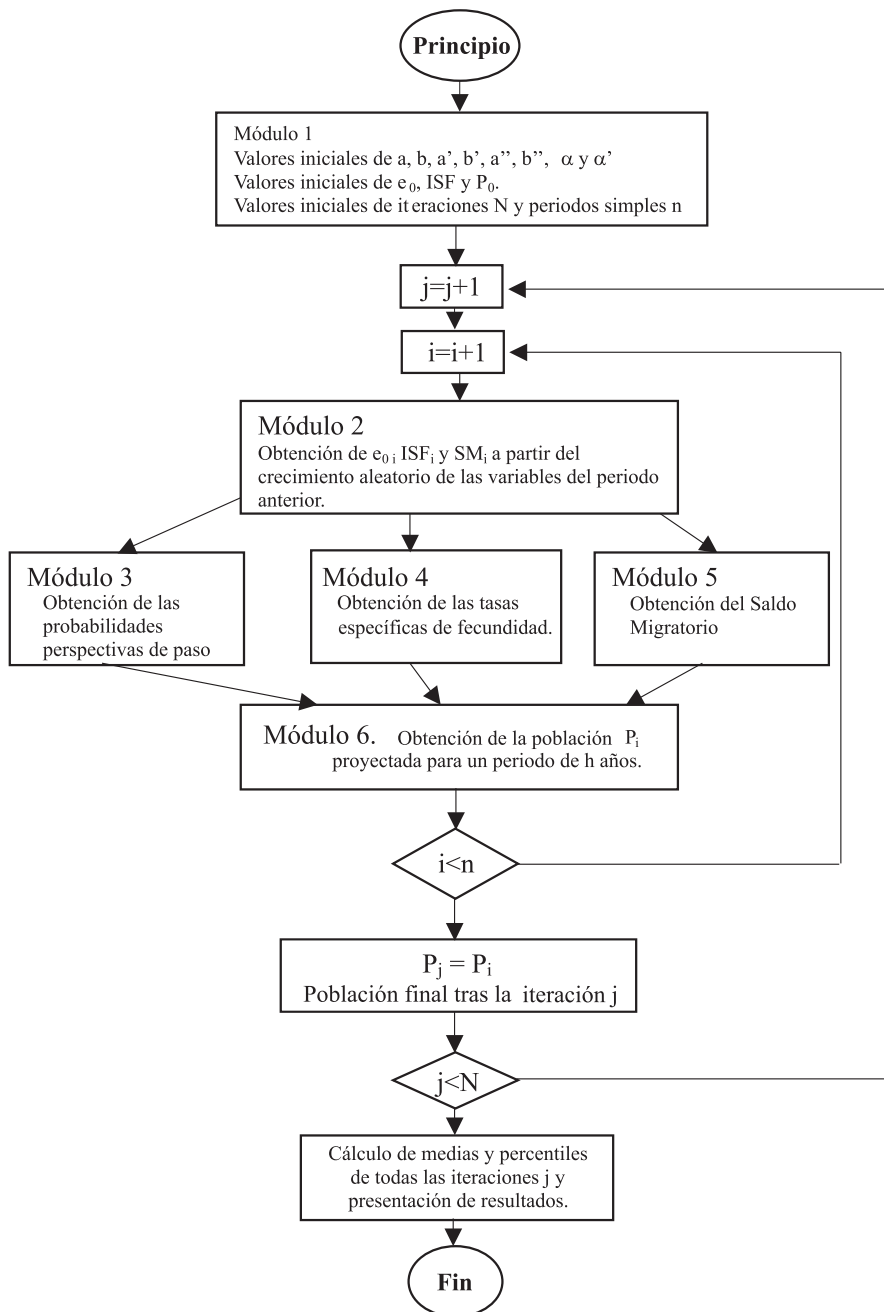 Principio
Módulo 1
Valores iniciales de a, b, a’, b’, a’’, b’’, α y α’
Valores iniciales de e₀, ISF y P₀.
Valores iniciales de it eraciones N y periodos simples n
j=j+1
i=i+1
Módulo 2
Obtención de e₀ ᵢ ISFᵢ y SMᵢ a partir del
crecimiento aleatorio de las variables del periodo
anterior.
Módulo 3
Obtención de las
probabilidades
perspectivas de paso
Módulo 4
Obtención de las tasas
específicas de fecundidad.
Módulo 5
Obtención del Saldo
Migratorio
Módulo 6. Obtención de la población Pᵢ
proyectada para un periodo de h años.
i<n
Pⱼ = Pᵢ
Población final tras la iteración j
j<N
Cálculo de medias y percentiles
de todas las iteraciones j y
presentación de resultados.
Fin